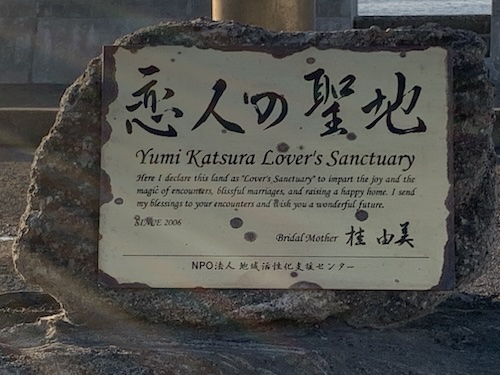 恋人の聖地
Yumi Katsura Lover's Sanctuary
Here I declare this land as "Lover's Sanctuary" to impart the joy and the
magic of encounters, blissful marriages, and raising a happy home. I send
my blessings to your encounters and wish you a wonderful future.
SINCE 2006
Bridal Mother 桂 由美
NPO法人 地域活性化支援センター